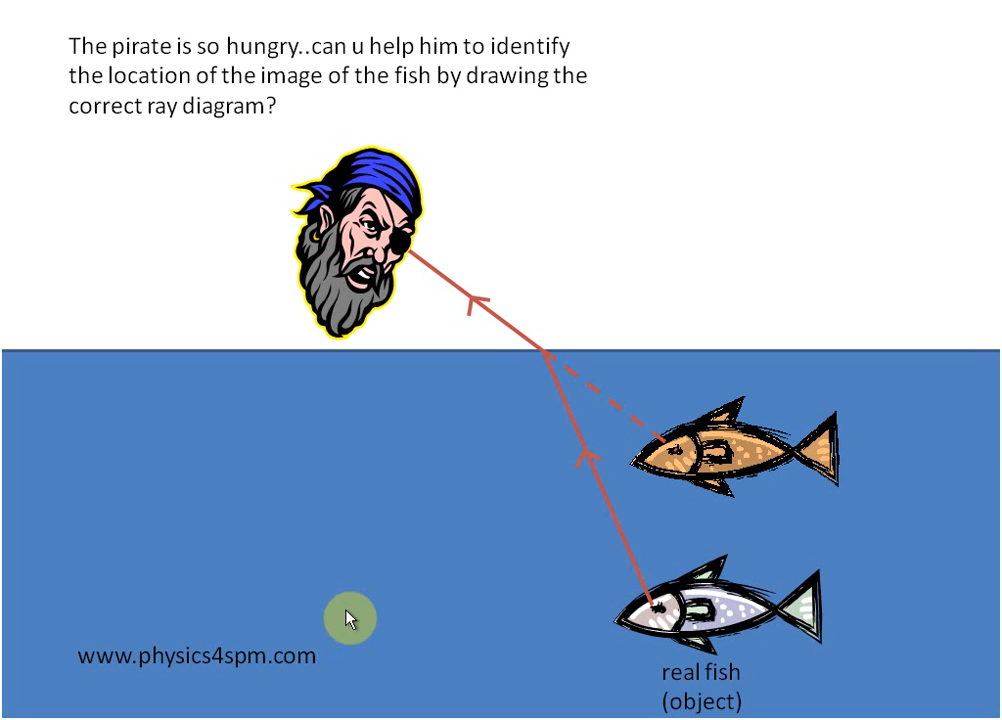 The pirate is so hungry..can u help him to identify
the location of the image of the fish by drawing the
correct ray diagram?
www.physics4spm.com
real fish
(object)